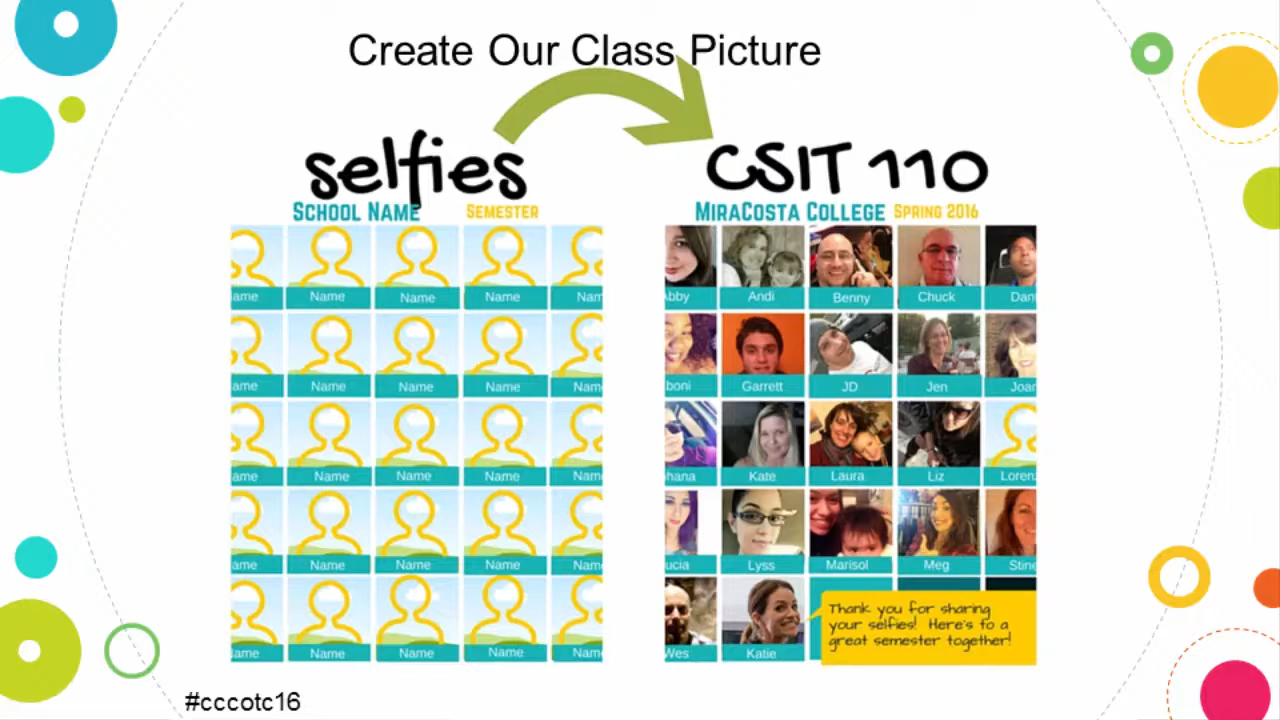 Create Our Class Picture
selfies
SCHOOL NAME SEMESTER
ame Name Name Name Nam
ame Name Name Name Nam
ame Name Name Name Nam
ame Name Name Name Nam
ame Name Name Name Nam
CSIT 110
MIRACOSTA COLLEGE SPRING 2016
Abby Andi Benny Chuck Dan
boni Garrett JD Jen Joan
hana Kate Laura Liz Loren
ucia Lyss Marisol Meg Stine
Wes Katie
Thank you for sharing
your selfies! Here's to a
great semester together!
#cccotc16